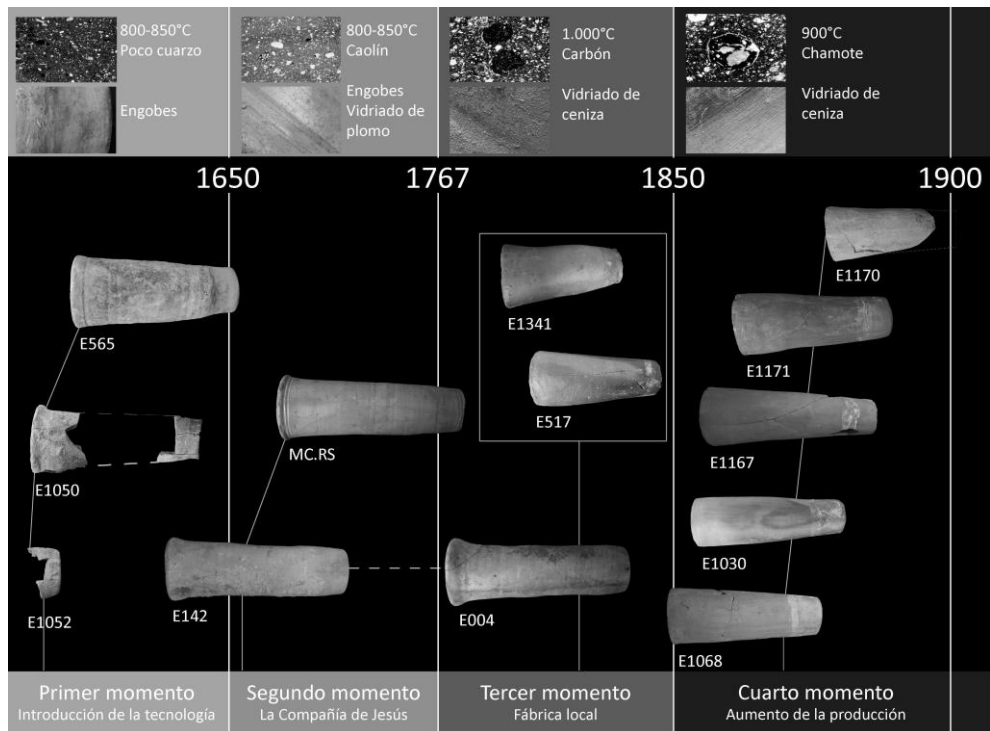 800-850°C
Poco cuarzo
Engobes
800-850°C
Caolín
Engobes
Vidriado de
plomo
1.000°C
Carbón
Vidriado de
ceniza
900°C
Chamote
Vidriado de
ceniza
1650
1767
1850
1900
E565
E1050
E1052
E142
MC.RS
E1341
E517
E004
E1170
E1171
E1167
E1030
E1068
Primer momento
Introducción de la tecnología
Segundo momento
La Compañía de Jesús
Tercer momento
Fábrica local
Cuarto momento
Aumento de la producción